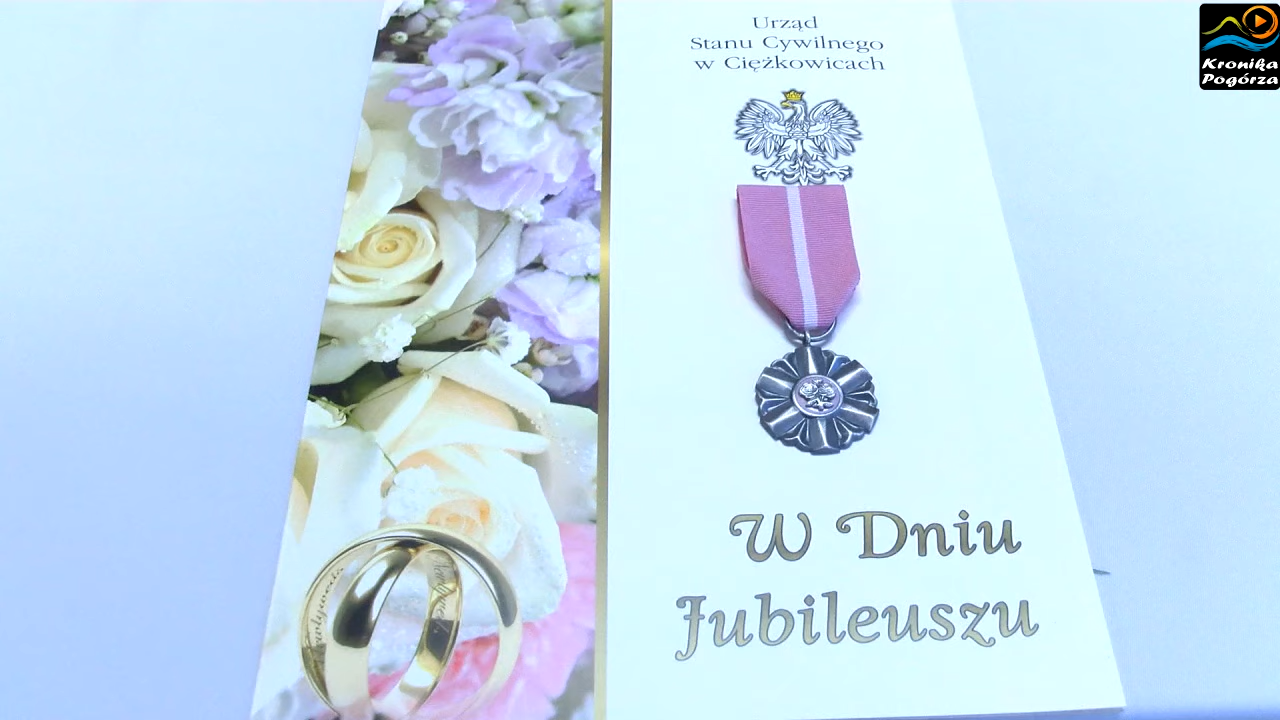 Urząd
Stanu Cywilnego
w Ciężkowicach
W Dniu
Jubileuszu
Kronika
Pogórza